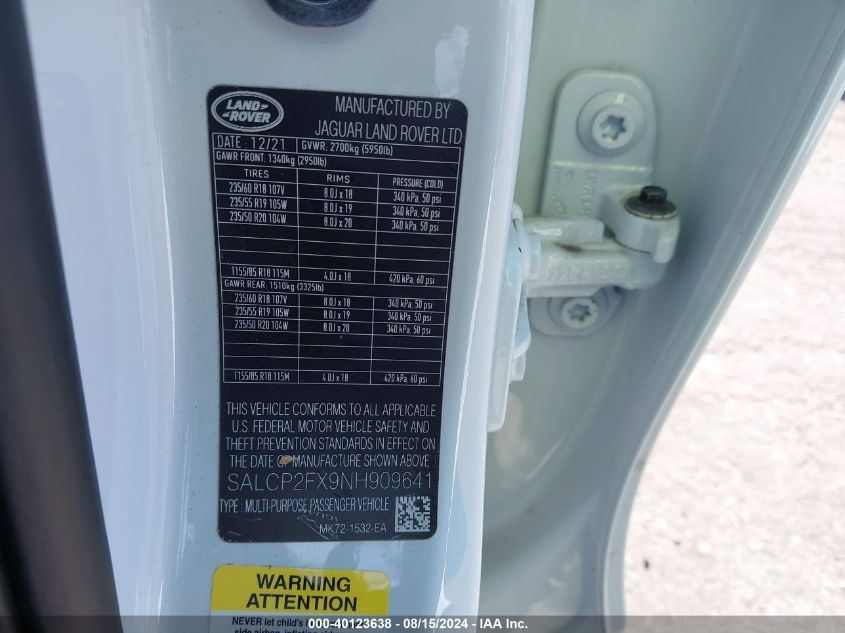 LAND
ROVER
MANUFACTURED BY
JAGUAR LAND ROVER LTD
DATE : 12/21 GVWR: 2700kg (5950lb)
GAWR FRONT: 1340kg (2950lb)
TIRES RIMS PRESSURE (COLD)
235/60 R18 107V 8.0J x 18 340 kPa, 50 psi
235/55 R19 105W 8.0J x 19 340 kPa, 50 psi
235/50 R20 104W 8.0J x 20 340 kPa, 50 psi
T155/85 R18 115M 4.0J x 18 420 kPa, 60 psi
GAWR REAR: 1510kg (3325lb)
235/60 R18 107V 8.0J x 18 340 kPa, 50 psi
235/55 R19 105W 8.0J x 19 340 kPa, 50 psi
235/50 R20 104W 8.0J x 20 340 kPa, 50 psi
T155/85 R18 115M 4.0J x 18 420 kPa, 60 psi
THIS VEHICLE CONFORMS TO ALL APPLICABLE
U.S. FEDERAL MOTOR VEHICLE SAFETY AND
THEFT PREVENTION STANDARDS IN EFFECT ON
THE DATE OF MANUFACTURE SHOWN ABOVE
SALCP2FX9NH909641
TYPE : MULTI-PURPOSE PASSENGER VEHICLE
MK72-1532-EA
WARNING
ATTENTION
NEVER let child's
side airbag
000-40123638 - 08/15/2024 - IAA Inc.